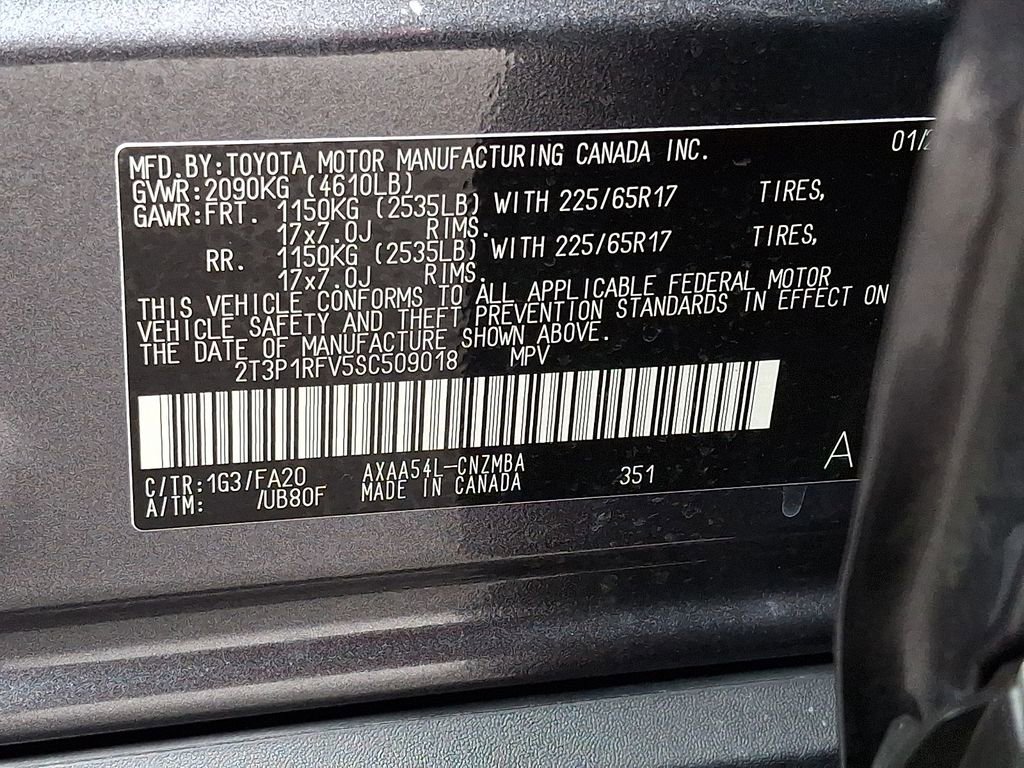 MFD.BY:TOYOTA MOTOR MANUFACTURING CANADA INC. 01/2
GVWR:2090KG (4610LB)
GAWR:FRT. 1150KG (2535LB) WITH 225/65R17 TIRES,
17x7.0J RIMS.
RR. 1150KG (2535LB) WITH 225/65R17 TIRES,
17x7.0J RIMS.
THIS VEHICLE CONFORMS TO ALL APPLICABLE FEDERAL MOTOR
VEHICLE SAFETY AND THEFT PREVENTION STANDARDS IN EFFECT ON
THE DATE OF MANUFACTURE SHOWN ABOVE.
2T3P1RFV5SC509018 MPV
C/TR:1G3/FA20 AXAA54L-CNZMBA 351 A
A/TM: /UB80F MADE IN CANADA